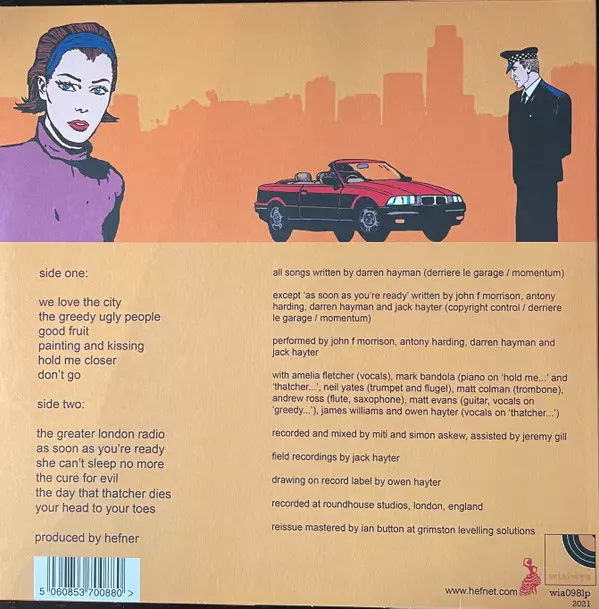 side one:
we love the city
the greedy ugly people
good fruit
painting and kissing
hold me closer
don't go
side two:
the greater london radio
as soon as you're ready
she can't sleep no more
the cure for evil
the day that thatcher dies
your head to your toes
produced by hefner
5 060853 700880 >
all songs written by darren hayman (derriere le garage / momentum)
except 'as soon as you're ready' written by john f morrison, antony
harding, darren hayman and jack hayter (copyright control / derriere
le garage / momentum)
performed by john f morrison, antony harding, darren hayman and
jack hayter
with amelia fletcher (vocals), mark bandola (piano on 'hold me...' and
'thatcher...', neil yates (trumpet and flugel), matt colman (trombone),
andrew ross (flute, saxophone), matt evans (guitar, vocals on
'greedy...'), james williams and owen hayter (vocals on 'thatcher...')
recorded and mixed by miti and simon askew, assisted by jeremy gill
field recordings by jack hayter
drawing on record label by owen hayter
recorded at roundhouse studios, london, england
reissue mastered by ian button at grimston levelling solutions
www.hefnet.com
wiaiwya
wia098lp
2021